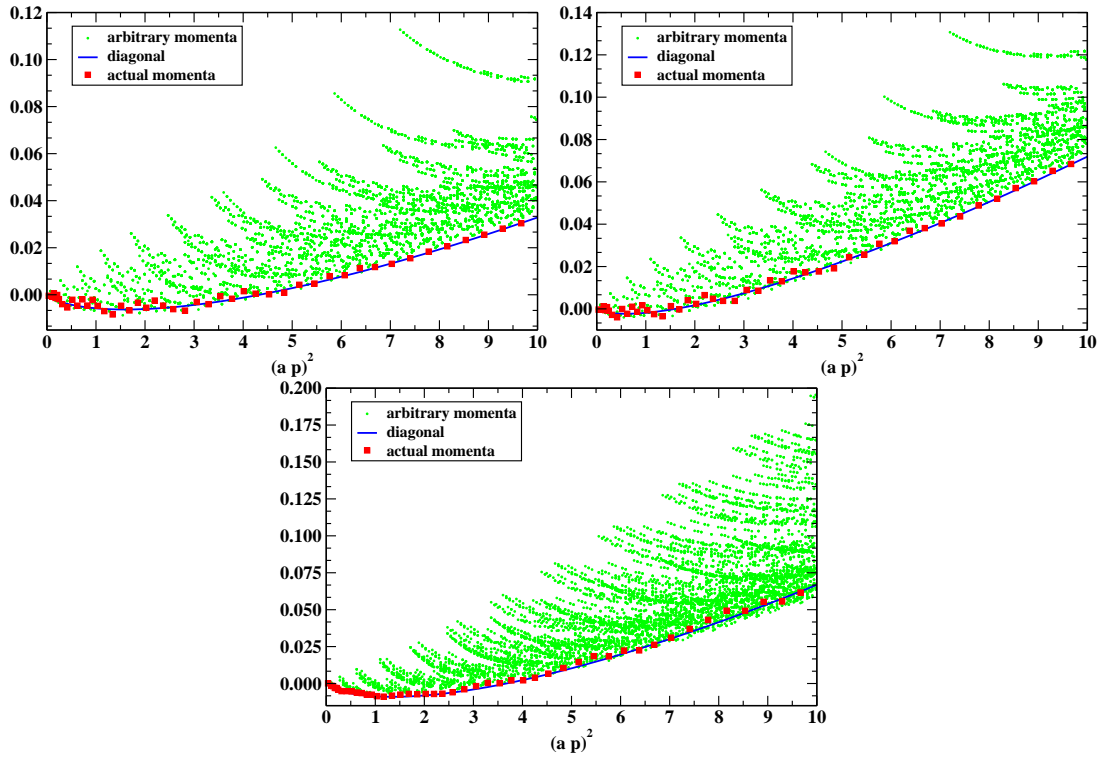 0.12
0.10
0.08
0.06
0.04
0.02
0.00
arbitrary momenta
diagonal
actual momenta
0 1 2 3 4 5 6 7 8 9 10
(a p)²
0.14
0.12
0.10
0.08
0.06
0.04
0.02
0.00
arbitrary momenta
diagonal
actual momenta
0 1 2 3 4 5 6 7 8 9 10
(a p)²
0.200
0.175
0.150
0.125
0.100
0.075
0.050
0.025
0.000
arbitrary momenta
diagonal
actual momenta
0 1 2 3 4 5 6 7 8 9 10
(a p)²